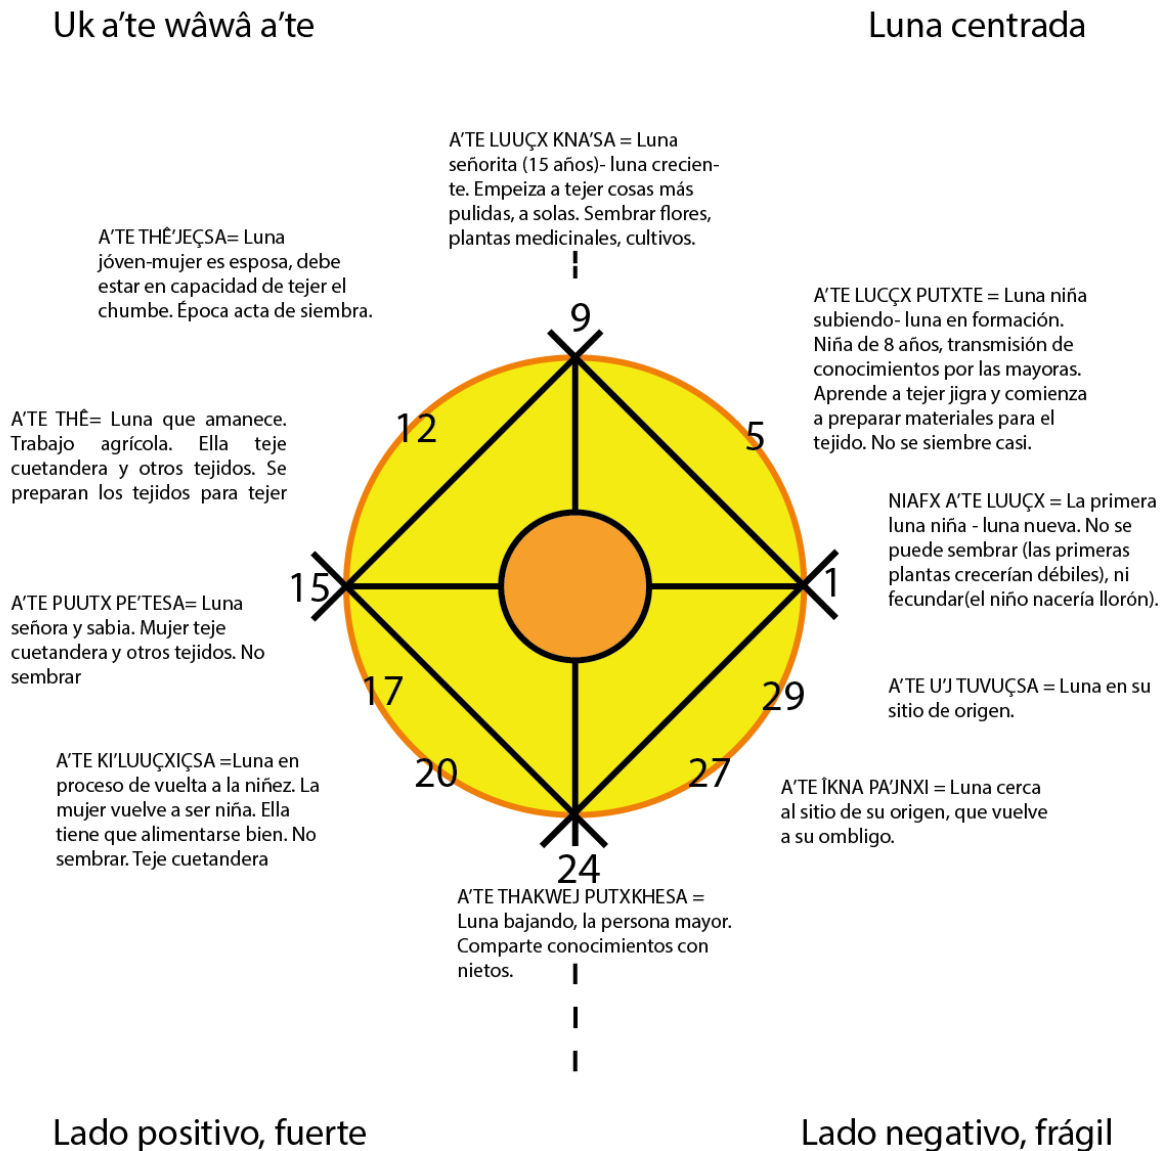 Uk a'te wâwâ a'te
Luna centrada
A'TE LUUÇX KNA'SA = Luna
señorita (15 años)- luna crecien-
te. Empeiza a tejer cosas más
pulidas, a solas. Sembrar flores,
plantas medicinales, cultivos.
A'TE THÊ'JEÇSA= Luna
jóven-mujer es esposa, debe
estar en capacidad de tejer el
chumbe. Época acta de siembra.
A'TE LUCÇX PUTXTE = Luna niña
subiendo- luna en formación.
Niña de 8 años, transmisión de
conocimientos por las mayoras.
Aprende a tejer jigra y comienza
a preparar materiales para el
tejido. No se siembre casi.
9
12
5
A'TE THÊ= Luna que amanece.
Trabajo agrícola. Ella teje
cuetandera y otros tejidos. Se
preparan los tejidos para tejer
NIAFX A'TE LUUÇX = La primera
luna niña - luna nueva. No se
puede sembrar (las primeras
plantas crecerían débiles), ni
fecundar(el niño nacería llorón).
15
1
A'TE PUUTX PE'TESA= Luna
señora y sabia. Mujer teje
cuetandera y otros tejidos. No
sembrar
17
29
A'TE U'J TUVUÇSA = Luna en su
sitio de origen.
A'TE KI'LUUÇXIÇSA =Luna en
proceso de vuelta a la niñez. La
mujer vuelve a ser niña. Ella
tiene que alimentarse bien. No
sembrar. Teje cuetandera
20
27
A'TE ÎKNA PA'JNXI = Luna cerca
al sitio de su origen, que vuelve
a su ombligo.
24
A'TE THAKWEJ PUTXKHESA =
Luna bajando, la persona mayor.
Comparte conocimientos con
nietos.
Lado positivo, fuerte
Lado negativo, frágil